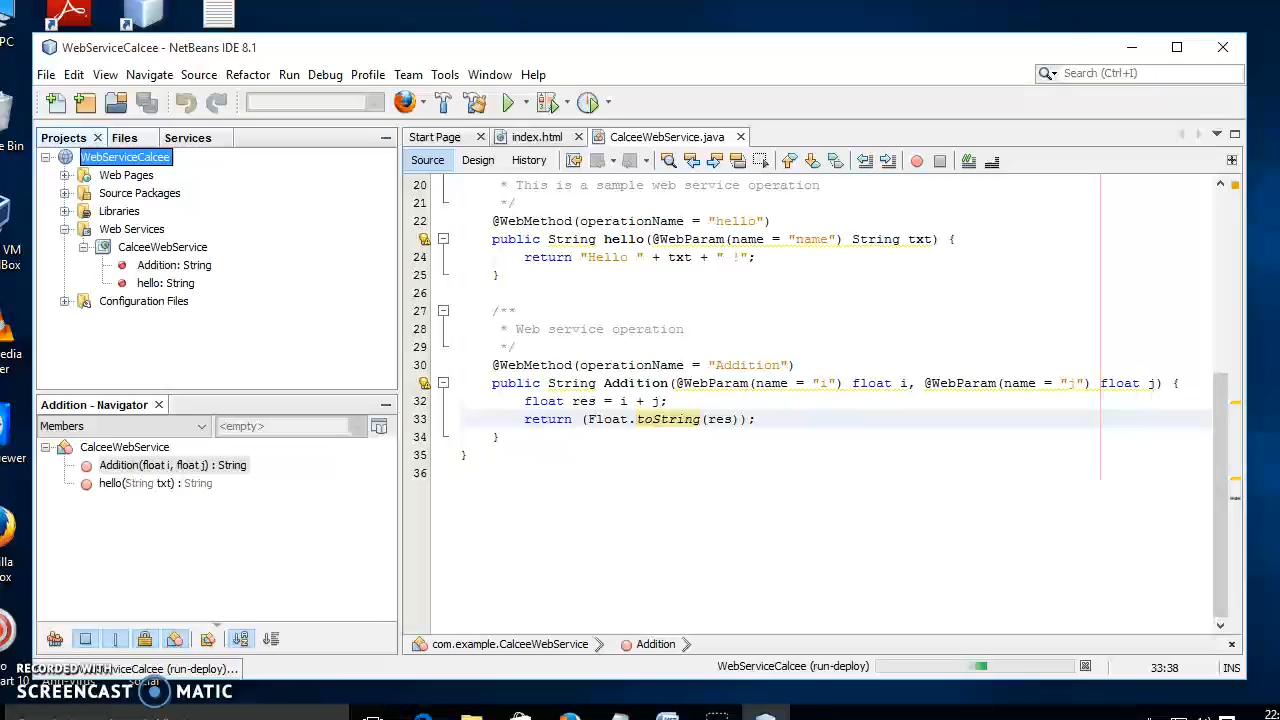 PC
WebServiceCalcee - NetBeans IDE 8.1
File Edit View Navigate Source Refactor Run Debug Profile Team Tools Window Help
Search (Ctrl+I)
Projects Files Services
Start Page index.html CalceeWebService.java
Source Design History
e Bin
WebServiceCalcee
Web Pages
Source Packages
Libraries
Web Services
CalceeWebService
Addition: String
hello: String
Configuration Files
VM
Box
20 * This is a sample web service operation
21 */
22 @WebMethod(operationName = "hello")
public String hello(@WebParam(name = "name") String txt) {
24 return "Hello " + txt + " !";
25 }
26
27 /**
28 * Web service operation
29 */
30 @WebMethod(operationName = "Addition")
public String Addition(@WebParam(name = "i") float i, @WebParam(name = "j") float j) {
32 float res = i + j;
33 return (Float.toString(res));
34 }
35 }
36
Addition - Navigator
Members <empty>
CalceeWebService
Addition(float i, float j) : String
hello(String txt) : String
com.example.CalceeWebService Addition
WebServiceCalcee (run-deploy)...
WebServiceCalcee (run-deploy)
33:38 INS
RECORDED WITH
SCREENCAST MATIC
22